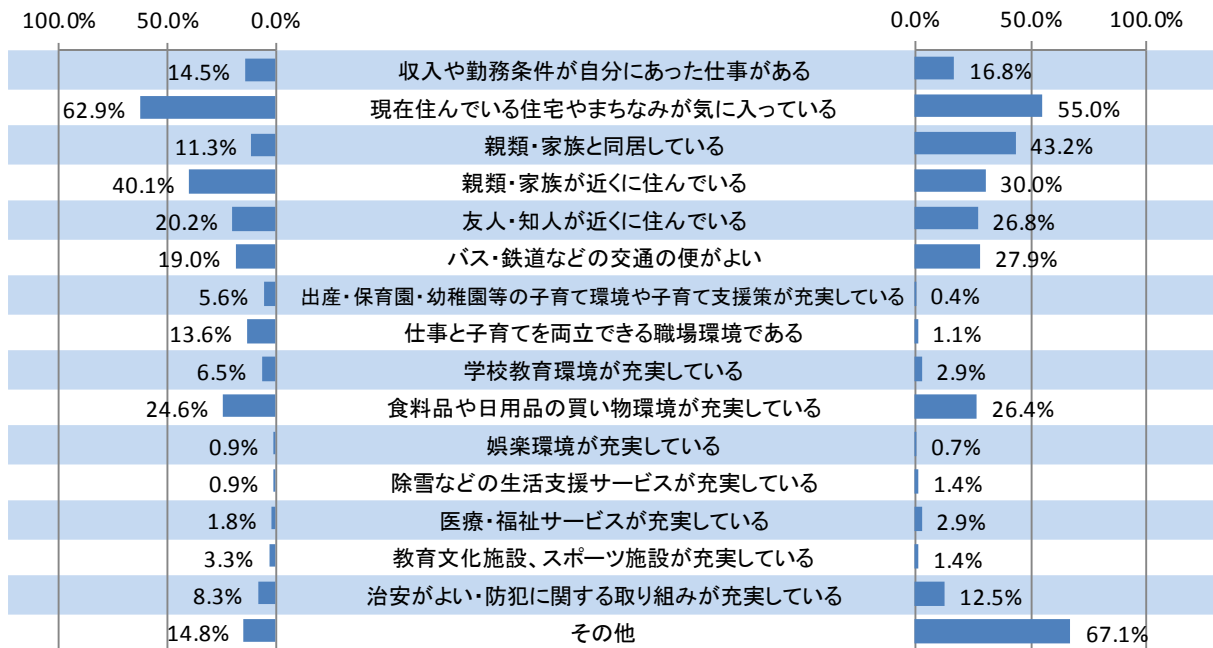 100.0% 50.0% 0.0% 0.0% 50.0% 100.0%
14.5% 収入や勤務条件が自分にあった仕事がある 16.8%
62.9% 現在住んでいる住宅やまちなみが気に入っている 55.0%
11.3% 親類・家族と同居している 43.2%
40.1% 親類・家族が近くに住んでいる 30.0%
20.2% 友人・知人が近くに住んでいる 26.8%
19.0% バス・鉄道などの交通の便がよい 27.9%
5.6% 出産・保育園・幼稚園等の子育て環境や子育て支援策が充実している 0.4%
13.6% 仕事と子育てを両立できる職場環境である 1.1%
6.5% 学校教育環境が充実している 2.9%
24.6% 食料品や日用品の買い物環境が充実している 26.4%
0.9% 娯楽環境が充実している 0.7%
0.9% 除雪などの生活支援サービスが充実している 1.4%
1.8% 医療・福祉サービスが充実している 2.9%
3.3% 教育文化施設、スポーツ施設が充実している 1.4%
8.3% 治安がよい・防犯に関する取り組みが充実している 12.5%
14.8% その他 67.1%